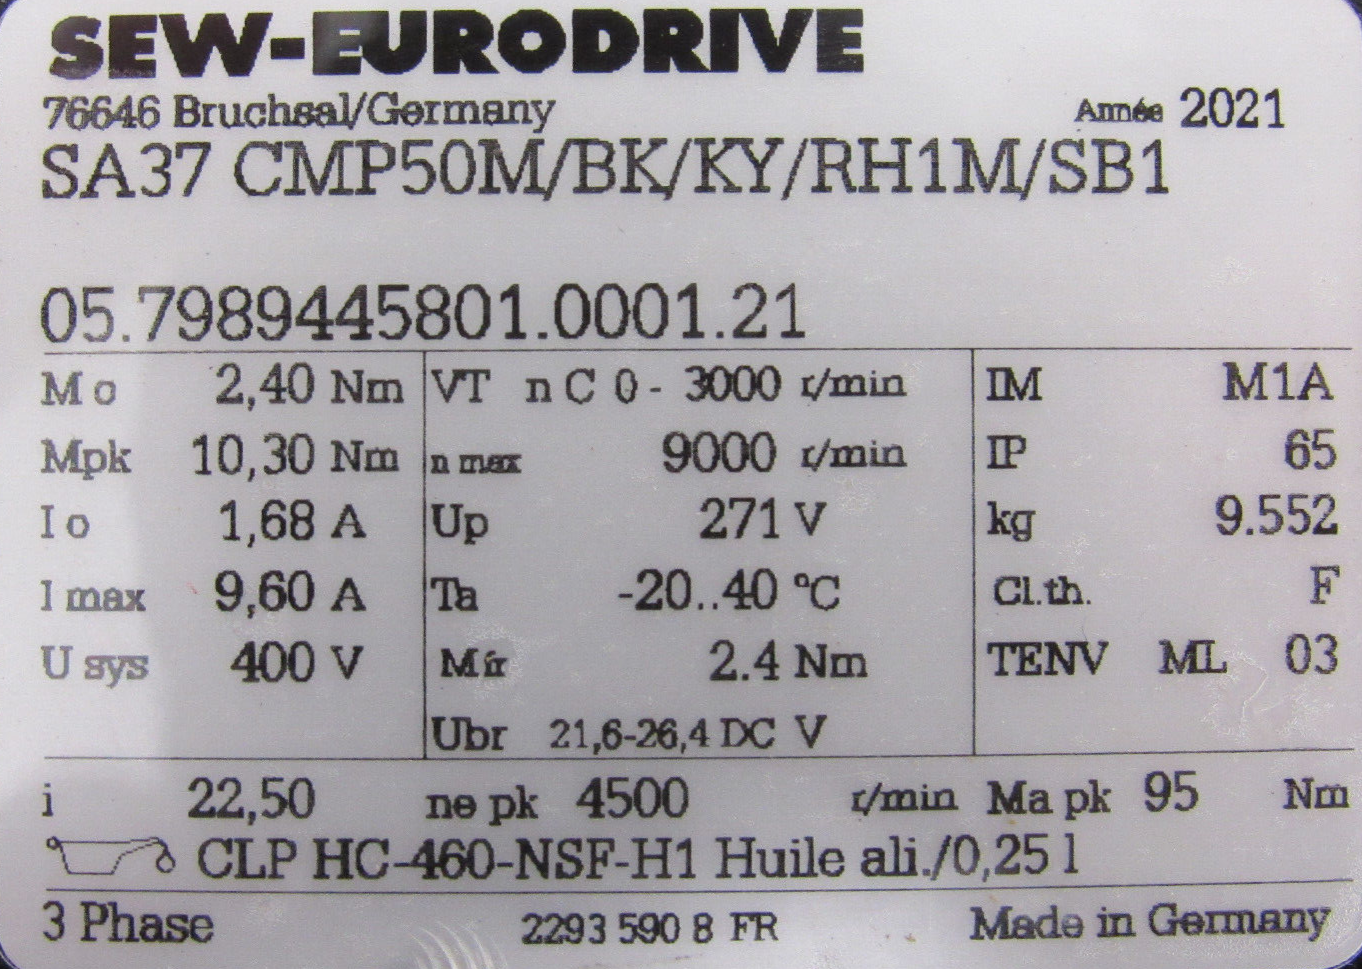 SEW-EURODRIVE
76646 Bruchsal/Germany Année 2021
SA37 CMP50M/BK/KY/RH1M/SB1
05.7989445801.0001.21
Mo 2,40 Nm VT nC 0- 3000 r/min IM M1A
Mpk 10,30 Nm n max 9000 r/min IP 65
Io 1,68 A Up 271 V kg 9.552
I max 9,60 A Ta -20..40 °C Cl.th. F
U sys 400 V Mfr 2.4 Nm TENV ML 03
Ubr 21,6-26,4 DC V
i 22,50 ne pk 4500 r/min Ma pk 95 Nm
CLP HC-460-NSF-H1 Huile ali./0,25 l
3 Phase 2293 590 8 FR Made in Germany